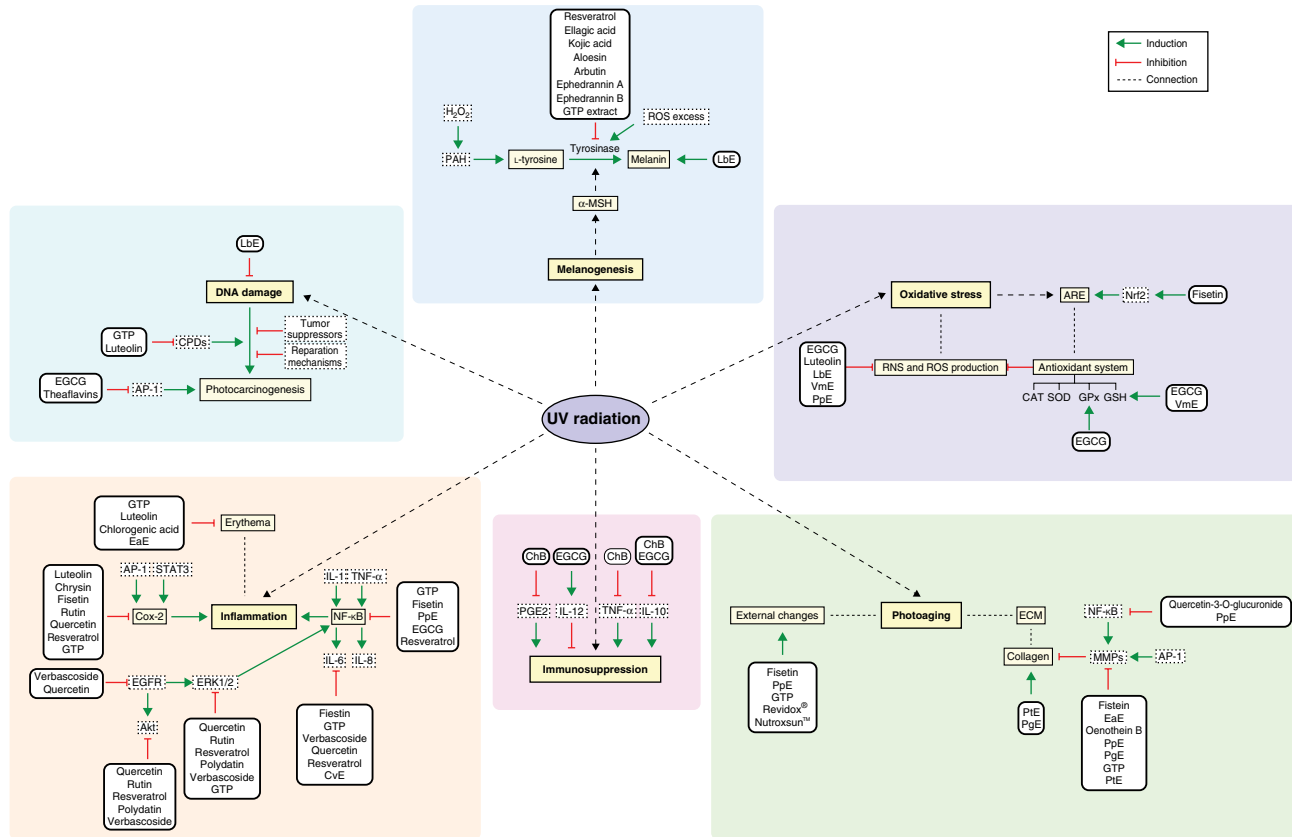 Resveratrol
Ellagic acid
Kojic acid
Aloesin
Arbutin
Ephedrannin A
Ephedrannin B
GTP extract
Induction
Inhibition
Connection
H₂O₂
ROS excess
Tyrosinase
PAH
L-tyrosine
Melanin
LbE
α-MSH
Melanogenesis
LbE
DNA damage
Tumor
suppressors
GTP
Luteolin
CPDs
Reparation
mechanisms
EGCG
Theaflavins
AP-1
Photocarcinogenesis
Oxidative stress
ARE
Nrf2
Fisetin
EGCG
Luteolin
LbE
VmE
PpE
RNS and ROS production
Antioxidant system
CAT SOD GPx GSH
EGCG
VmE
EGCG
UV radiation
GTP
Luteolin
Chlorogenic acid
EaE
Erythema
AP-1 STAT3
IL-1 TNF-α
Luteolin
Chrysin
Fisetin
Rutin
Quercetin
Resveratrol
GTP
Cox-2
Inflammation
NF-κB
GTP
Fisetin
PpE
EGCG
Resveratrol
IL-6 IL-8
Verbascoside
Quercetin
EGFR
ERK1/2
Akt
Quercetin
Rutin
Resveratrol
Polydatin
Verbascoside
Quercetin
Rutin
Resveratrol
Polydatin
Verbascoside
GTP
Fiestin
GTP
Verbascoside
Quercetin
Resveratrol
CvE
ChB
EGCG
ChB
ChB
EGCG
PGE2
IL-12
TNF-α
IL-10
Immunosuppression
External changes
Photoaging
ECM
NF-κB
Quercetin-3-O-glucuronide
PpE
Collagen
MMPs
AP-1
Fisetin
PpE
GTP
Revidox®
Nutroxsun™
PtE
PgE
Fistein
EaE
Oenothein B
PpE
PgE
GTP
PtE